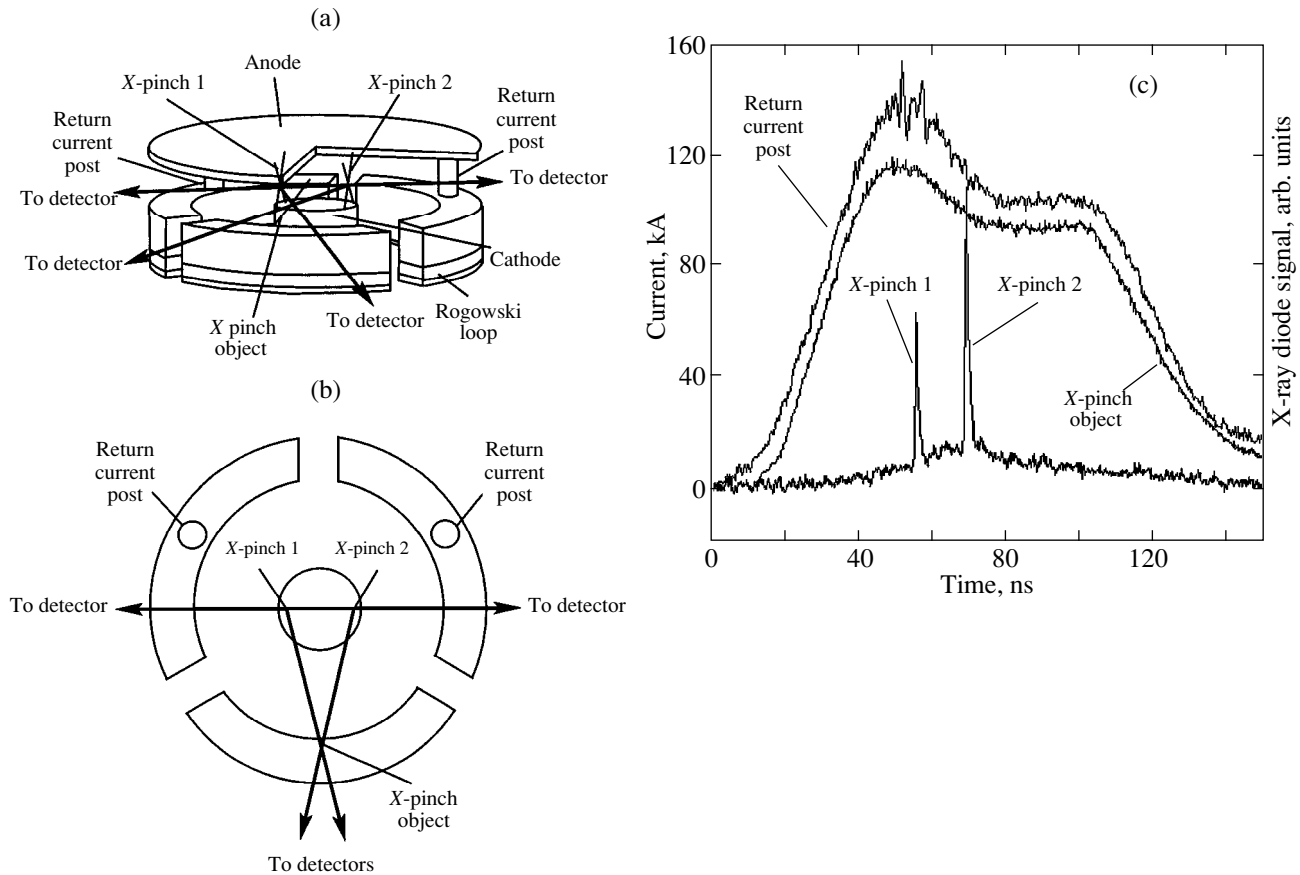 (a)
Anode
X-pinch 1
X-pinch 2
Return
current
post
Return
current
post
To detector
To detector
To detector
Cathode
To detector
Rogowski
loop
X pinch
object
(b)
Return
current
post
Return
current
post
X-pinch 1
X-pinch 2
To detector
To detector
X-pinch
object
To detectors
(c)
160
120
80
40
0
Current, kA
Return
current
post
X-pinch 1
X-pinch 2
X-pinch
object
X-ray diode signal, arb. units
0
40
80
120
Time, ns